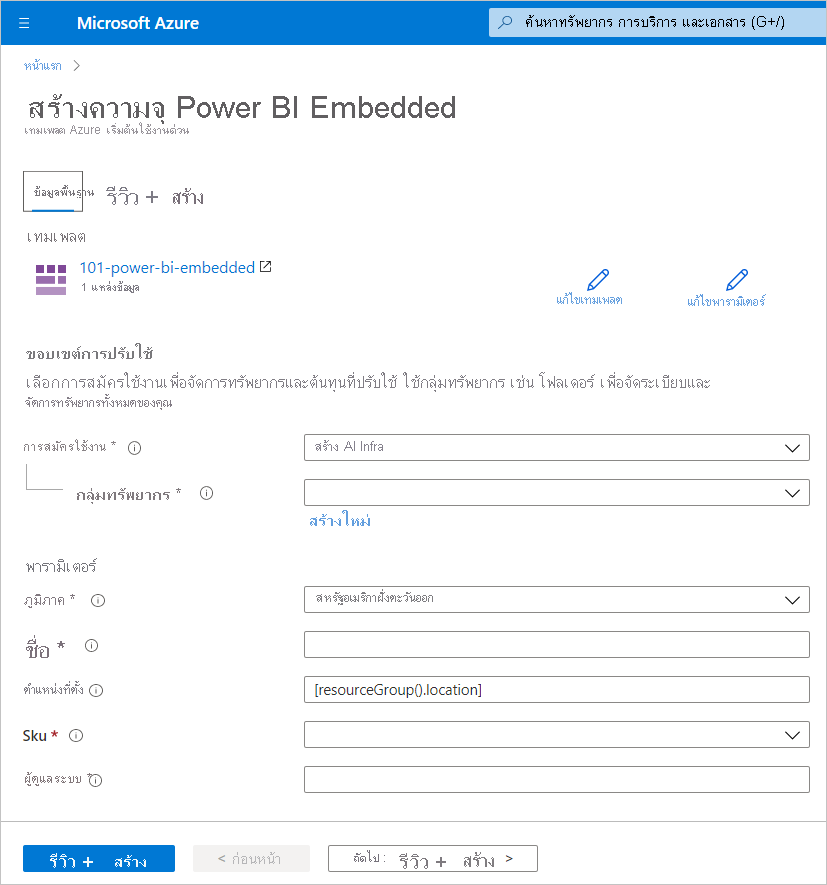 Microsoft Azure
ค้นหาทรัพยากร การบริการ และเอกสาร (G+/)
หน้าแรก >
สร้างความจุ Power BI Embedded
เทมเพลต Azure เริ่มต้นใช้งานด่วน
ข้อมูลพื้นฐาน รีวิว + สร้าง
เทมเพลต
101-power-bi-embedded
1 แหล่งข้อมูล
แก้ไขเทมเพลต แก้ไขพารามิเตอร์
ขอบเขต์การปรับใช้
เลือกการสมัครใช้งานเพื่อจัดการทรัพยากรและต้นทุนที่ปรับใช้ ใช้กลุ่มทรัพยากร เช่น โฟลเดอร์ เพื่อจัดระเบียบและ
จัดการทรัพยากรทั้งหมดของคุณ
การสมัครใช้งาน * สร้าง AI Infra
กลุ่มทรัพยากร *
สร้างใหม่
พารามิเตอร์
ภูมิภาค * สหรัฐอเมริกาฝั่งตะวันออก
ชื่อ *
ตำแหน่งที่ตั้ง [resourceGroup().location]
Sku *
ผู้ดูแลระบบ *
รีวิว + สร้าง < ก่อนหน้า ถัดไป : รีวิว + สร้าง >